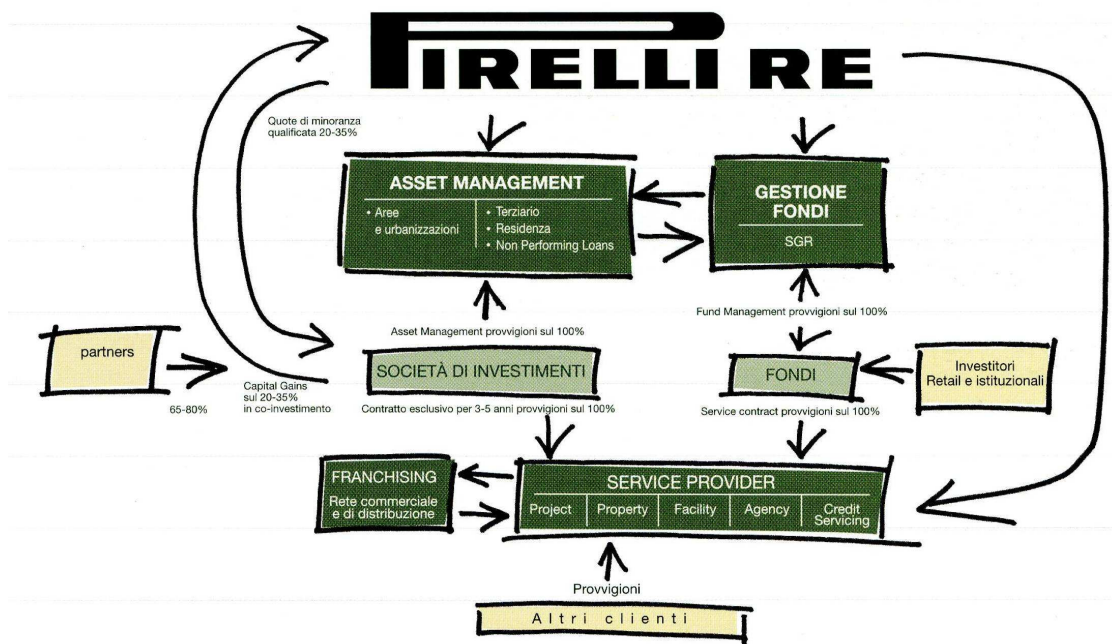 PIRELLI RE
Quote di minoranza
qualificata 20-35%
ASSET MANAGEMENT
• Aree
e urbanizzazioni
• Terziario
• Residenza
• Non Performing Loans
GESTIONE
FONDI
SGR
Asset Management provvigioni sul 100%
Fund Management provvigioni sul 100%
partners
65-80%
Capital Gains
sul 20-35%
in co-investimento
SOCIETÀ DI INVESTIMENTI
FONDI
Investitori
Retail e istituzionali
Contratto esclusivo per 3-5 anni provvigioni sul 100%
Service contract provvigioni sul 100%
FRANCHISING
Rete commerciale
e di distribuzione
SERVICE PROVIDER
Project
Property
Facility
Agency
Credit
Servicing
Provvigioni
Altri clienti